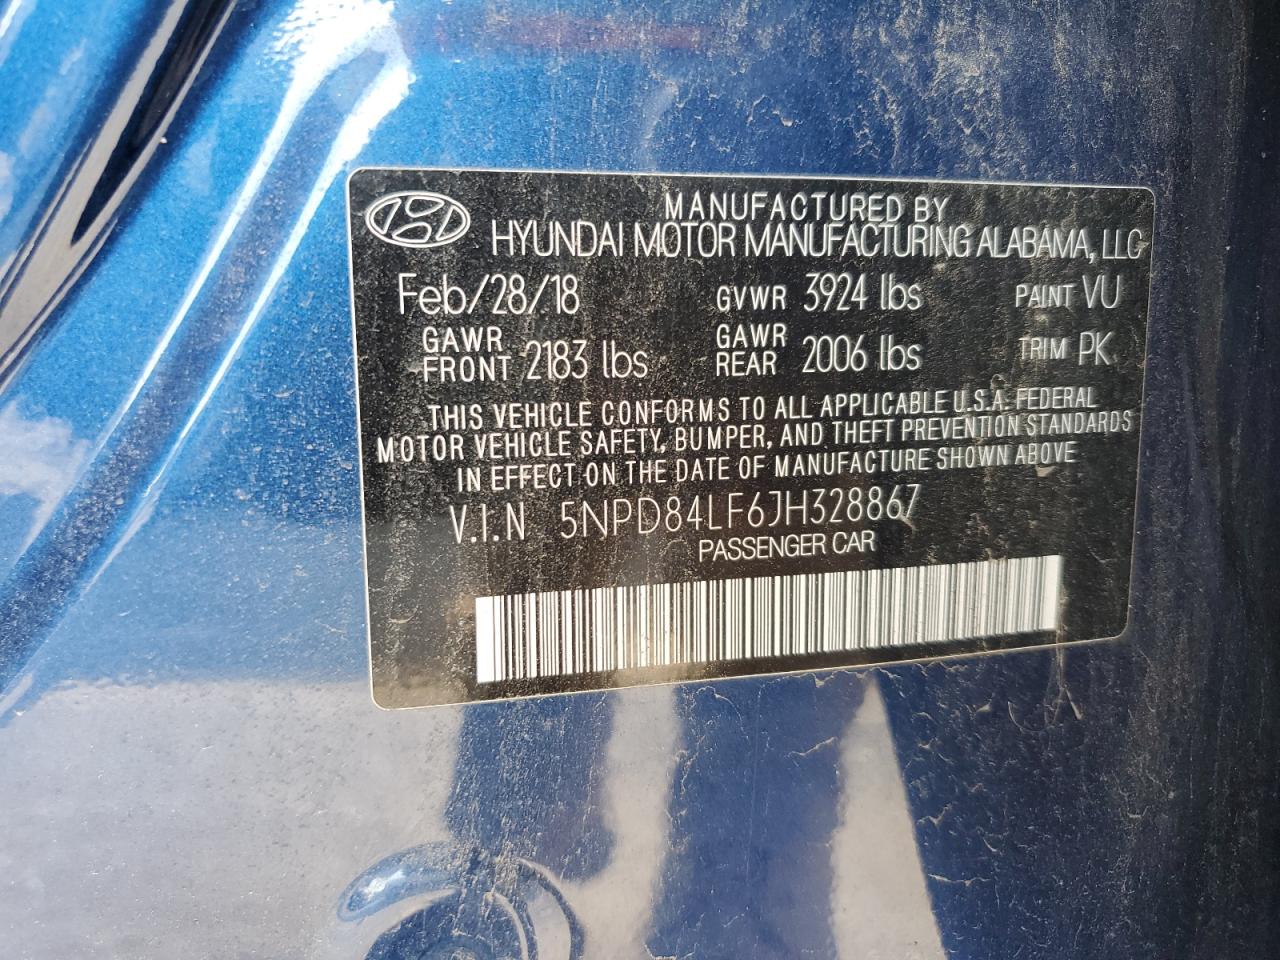 MANUFACTURED BY
HYUNDAI MOTOR MANUFACTURING ALABAMA, LLC
Feb/28/18 GVWR 3924 lbs PAINT VU
GAWR FRONT 2183 lbs GAWR REAR 2006 lbs TRIM PK
THIS VEHICLE CONFORMS TO ALL APPLICABLE U.S.A. FEDERAL
MOTOR VEHICLE SAFETY, BUMPER, AND THEFT PREVENTION STANDARDS
IN EFFECT ON THE DATE OF MANUFACTURE SHOWN ABOVE
V.I.N 5NPD84LF6JH328867
PASSENGER CAR